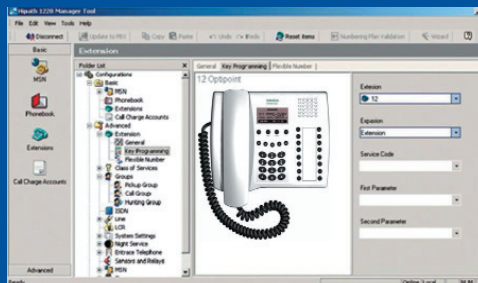 Hipath 1220 Manager Tool
File Edit View Tools Help
Disconnect Update to PBX Copy Paste Undo Redo Reset items Numbering Plan Validation Wizard
Basic
Extension
MSN
Phonebook
Extensions
Call Charge Accounts
Advanced
Folder List
Configurations
Basic
MSN
Phonebook
Extensions
Call Charge Accounts
Advanced
Extension
General
Key Programming
Flexible Number
Class of Services
Groups
Pickup Group
Call Group
Hunting Group
ISDN
Line
LCR
System Settings
Night Service
Entrace Telephone
Sensors and Relays
MSN
General Key Programming Flexible Number
12 Optipoint
Extesion
12
Expasion
Extension
Service Code
First Parameter
Second Parameter
Ready